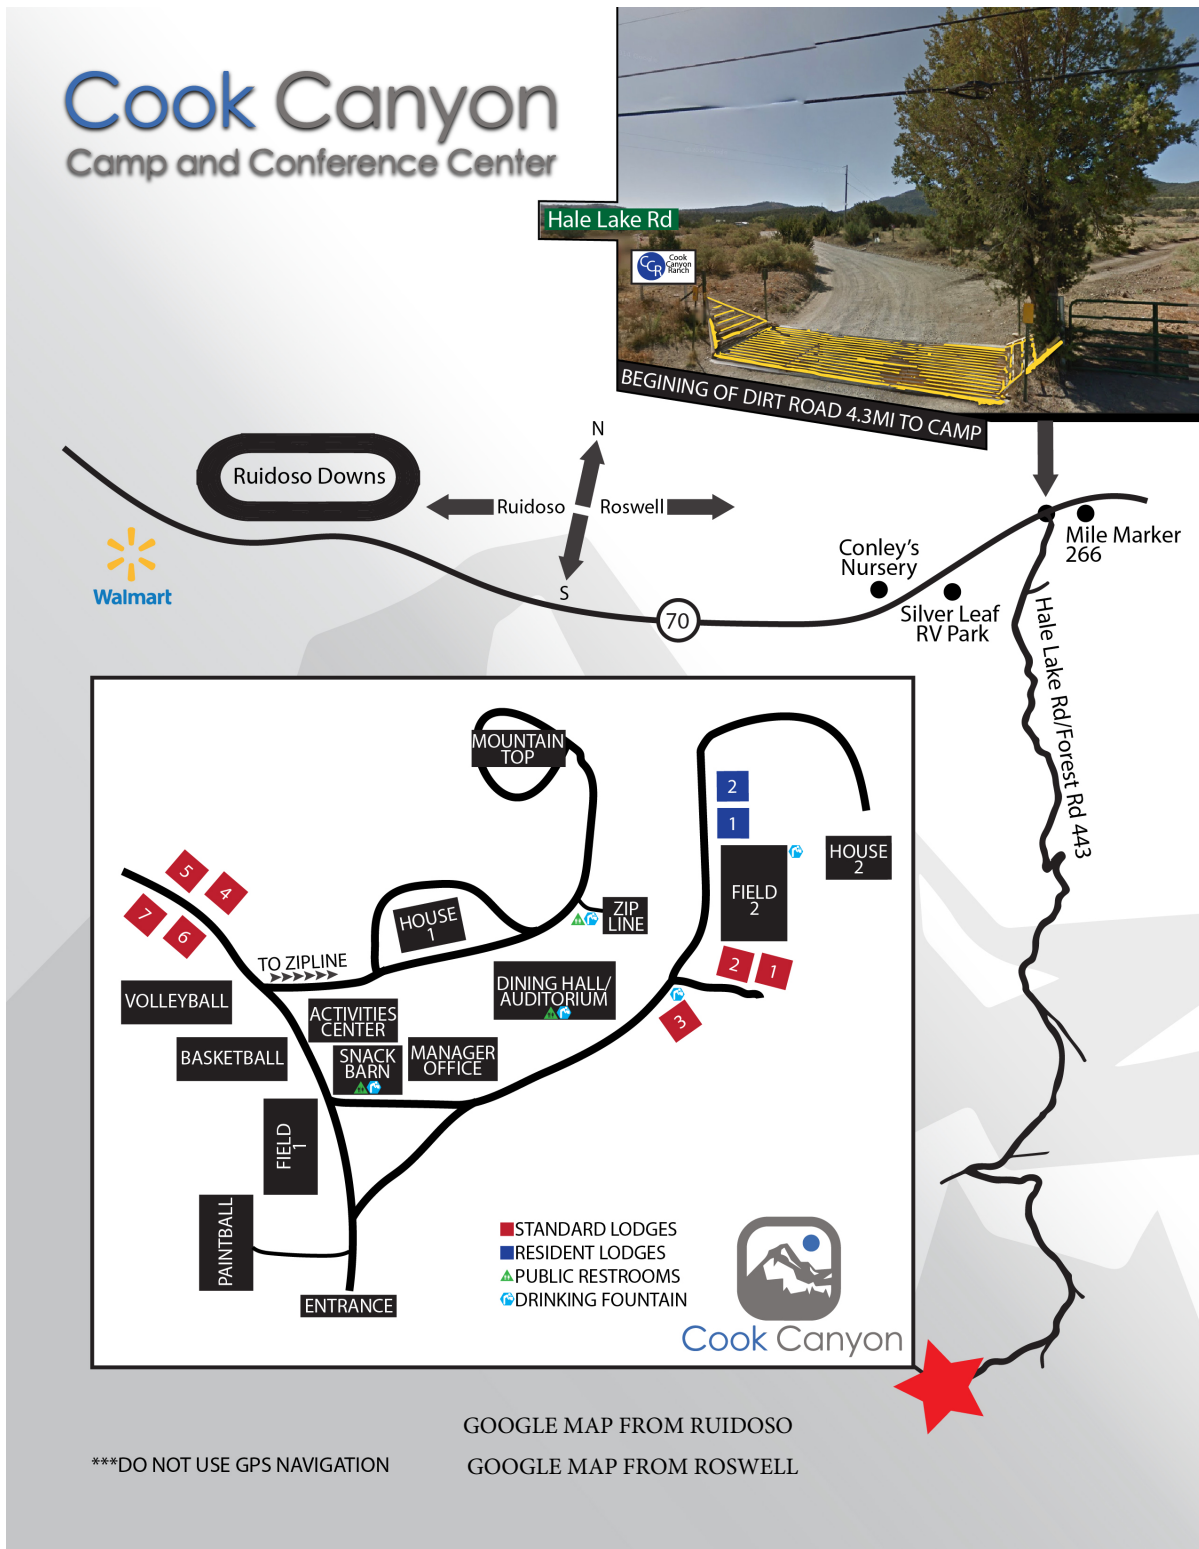 Cook Canyon
Camp and Conference Center
Hale Lake Rd
CCR
Cook
Canyon
Ranch
BEGINING OF DIRT ROAD 4.3MI TO CAMP
N
Ruidoso Downs
Ruidoso
Roswell
S
Walmart
70
Conley's
Nursery
Silver Leaf
RV Park
Mile Marker
266
Hale Lake Rd/Forest Rd 443
MOUNTAIN
TOP
2
1
HOUSE
2
FIELD
2
5
4
7
6
HOUSE
1
ZIP
LINE
TO ZIPLINE
2
1
3
VOLLEYBALL
DINING HALL/
AUDITORIUM
ACTIVITIES
CENTER
BASKETBALL
SNACK
BARN
MANAGER
OFFICE
FIELD
1
PAINTBALL
ENTRANCE
STANDARD LODGES
RESIDENT LODGES
PUBLIC RESTROOMS
DRINKING FOUNTAIN
Cook Canyon
GOOGLE MAP FROM RUIDOSO
***DO NOT USE GPS NAVIGATION
GOOGLE MAP FROM ROSWELL